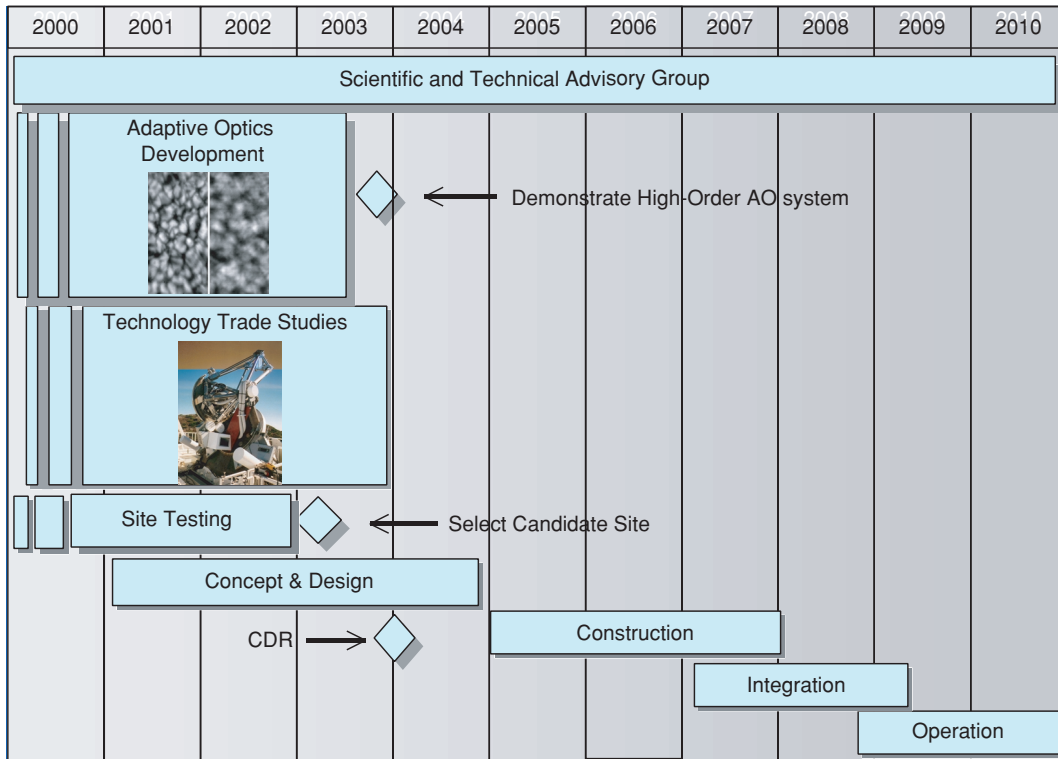 2000 2001 2002 2003 2004 2005 2006 2007 2008 2009 2010
Scientific and Technical Advisory Group
Adaptive Optics
Development
Demonstrate High-Order AO system
Technology Trade Studies
Site Testing
Select Candidate Site
Concept & Design
CDR
Construction
Integration
Operation